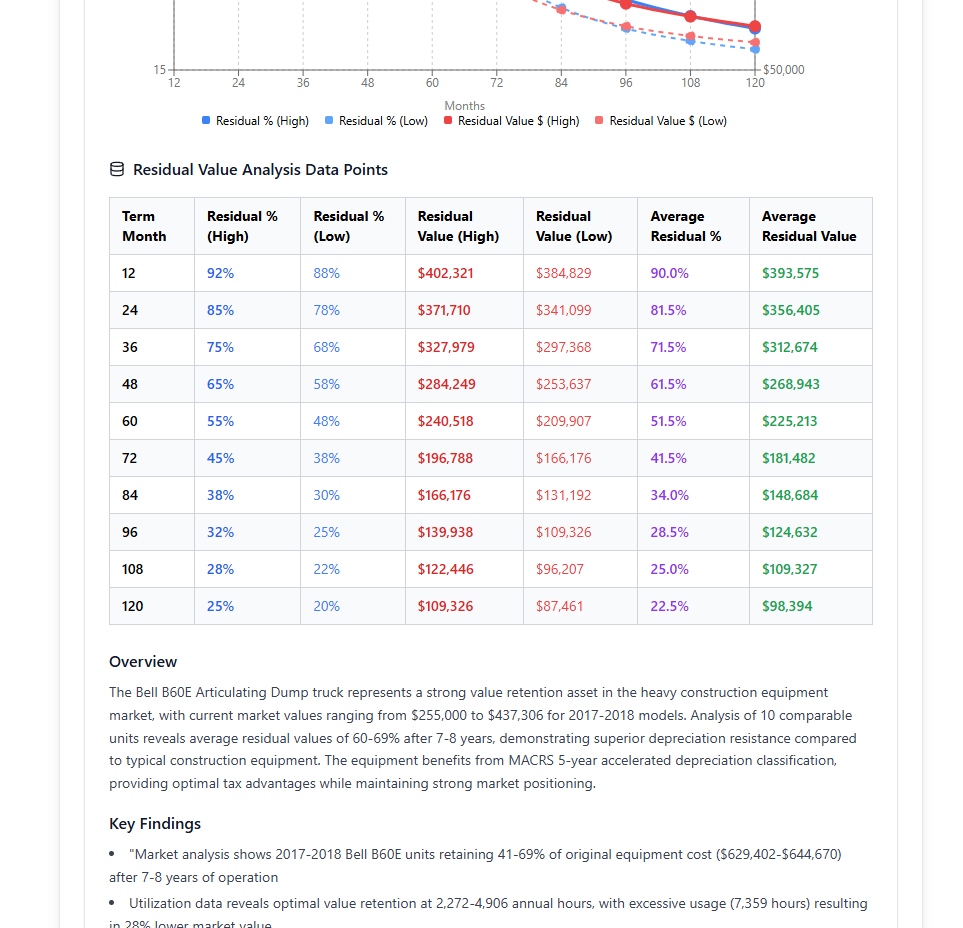 15
$50,000
12 24 36 48 60 72 84 96 108 120
Months
Residual % (High) Residual % (Low) Residual Value $ (High) Residual Value $ (Low)
Residual Value Analysis Data Points
Term Month Residual % (High) Residual % (Low) Residual Value (High) Residual Value (Low) Average Residual % Average Residual Value
12 92% 88% $402,321 $384,829 90.0% $393,575
24 85% 78% $371,710 $341,099 81.5% $356,405
36 75% 68% $327,979 $297,368 71.5% $312,674
48 65% 58% $284,249 $253,637 61.5% $268,943
60 55% 48% $240,518 $209,907 51.5% $225,213
72 45% 38% $196,788 $166,176 41.5% $181,482
84 38% 30% $166,176 $131,192 34.0% $148,684
96 32% 25% $139,938 $109,326 28.5% $124,632
108 28% 22% $122,446 $96,207 25.0% $109,327
120 25% 20% $109,326 $87,461 22.5% $98,394
Overview
The Bell B60E Articulating Dump truck represents a strong value retention asset in the heavy construction equipment
market, with current market values ranging from $255,000 to $437,306 for 2017-2018 models. Analysis of 10 comparable
units reveals average residual values of 60-69% after 7-8 years, demonstrating superior depreciation resistance compared
to typical construction equipment. The equipment benefits from MACRS 5-year accelerated depreciation classification,
providing optimal tax advantages while maintaining strong market positioning.
Key Findings
• "Market analysis shows 2017-2018 Bell B60E units retaining 41-69% of original equipment cost ($629,402-$644,670)
after 7-8 years of operation
• Utilization data reveals optimal value retention at 2,272-4,906 annual hours, with excessive usage (7,359 hours) resulting
in 28% lower market value